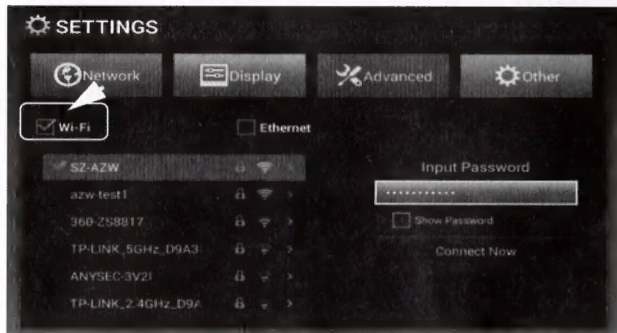 SETTINGS
Network Display Advanced Other
Wi-Fi Ethernet
SZ-AZW
azw-test1
360-ZS8817
TP-LINK_5GHz_D9A3
ANYSEC-3V2I
TP-LINK_2.4GHz_D9A
Input Password
•••••••••••
Show Password
Connect Now